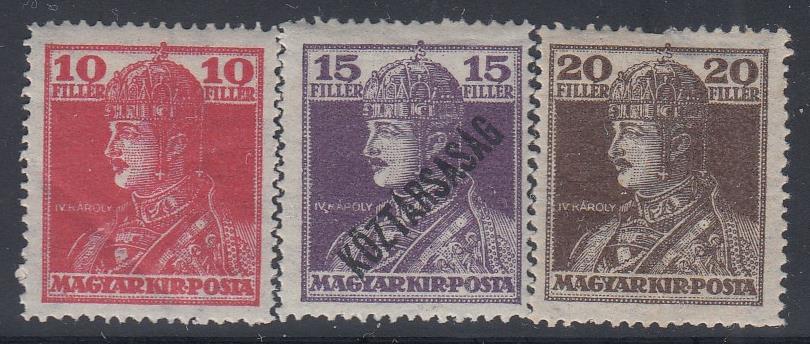 10 10
FILLÉR FILLÉR
IV. KÁROLY
MAGYAR KIR·POSTA
15 15
FILLÉR FILLÉR
IV. KÁROLY
KÖZTÁRSASÁG
MAGYAR KIR·POSTA
20 20
FILLÉR FILLÉR
IV. KÁROLY
MAGYAR KIR·POSTA